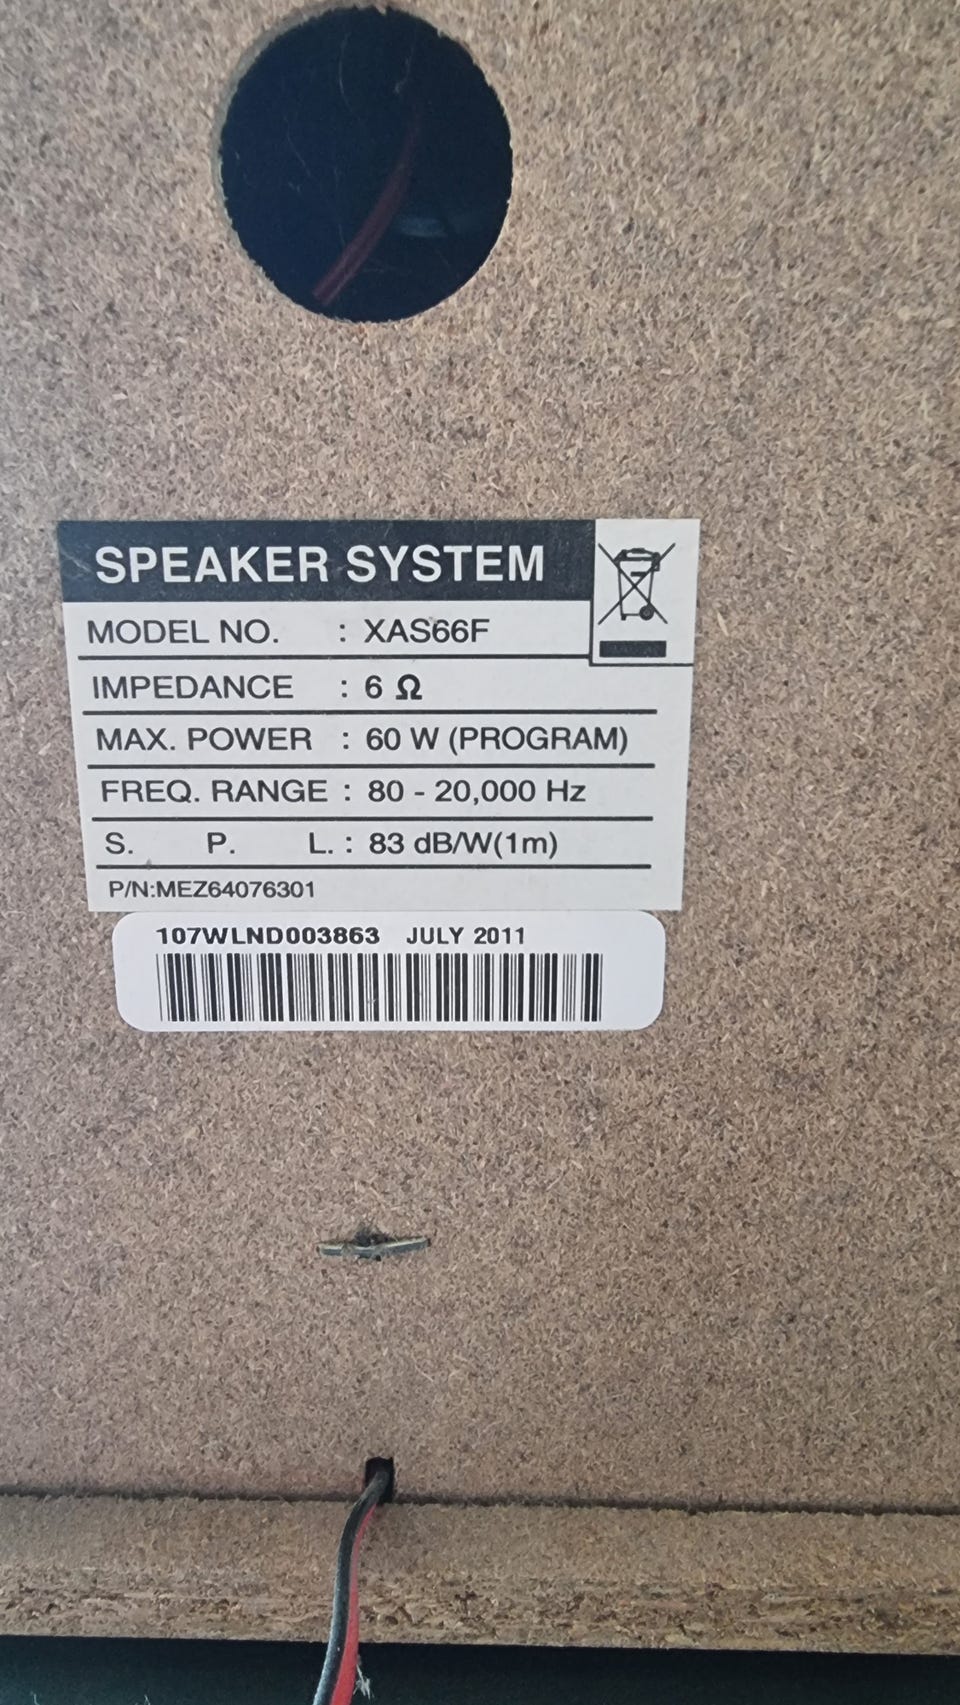 SPEAKER SYSTEM
MODEL NO. : XAS66F
IMPEDANCE : 6 Ω
MAX. POWER : 60 W (PROGRAM)
FREQ. RANGE : 80 - 20,000 Hz
S. P. L. : 83 dB/W(1m)
P/N:MEZ64076301
107WLND003863 JULY 2011